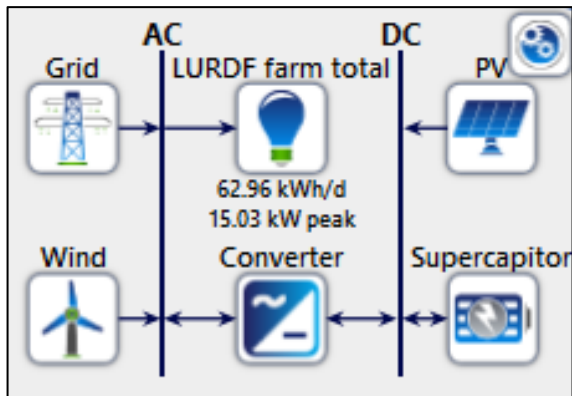 AC
DC
Grid
LURDF farm total
PV
62.96 kWh/d
15.03 kW peak
Wind
Converter
Supercapitor